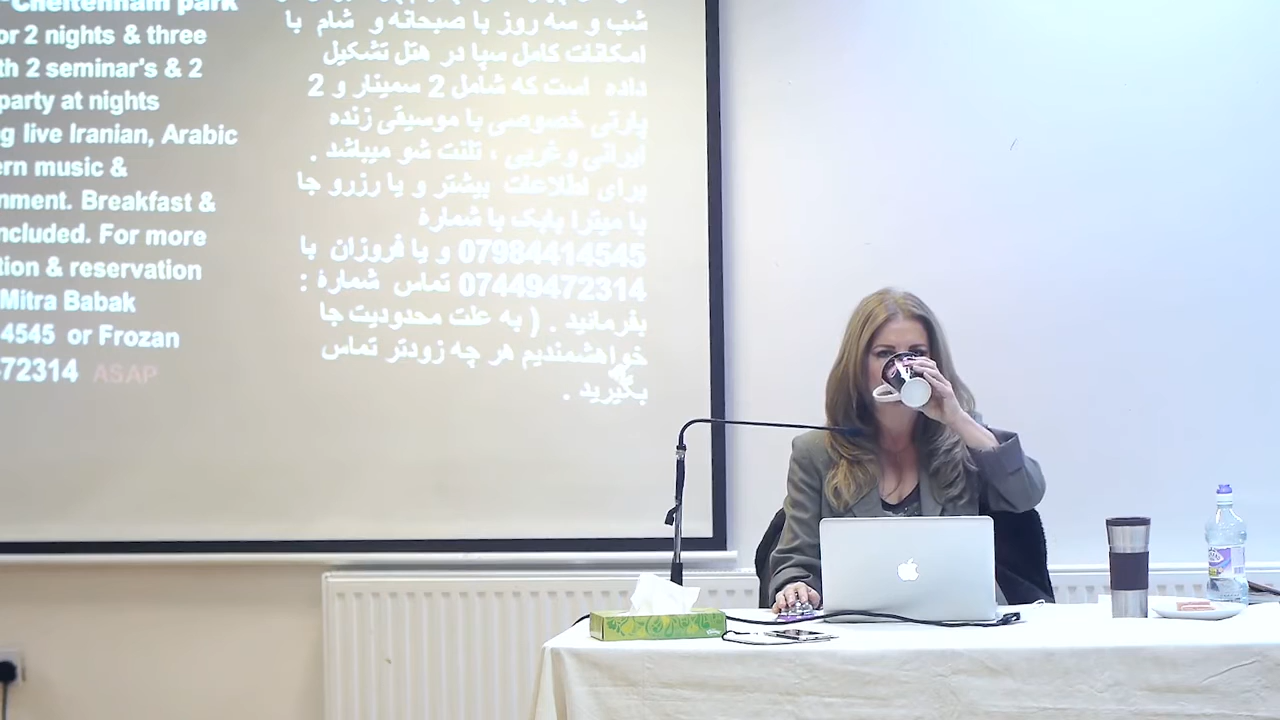 Cheltenham park
or 2 nights & three
th 2 seminar's & 2
party at nights
g live Iranian, Arabic
ern music &
nment. Breakfast &
ncluded. For more
tion & reservation
Mitra Babak
4545 or Frozan
472314 ASAP
شب و سه روز با صبحانه و شام با
امکانات کامل سپا در هتل تشکیل
داده است که شامل 2 سمینار و 2
پارتی خصوصی با موسیقی زنده
ایرانی وغربی ، تلنت شو میباشد .
برای اطلاعات بیشتر و یا رزرو جا
با میترا بابک با شمارۀ
07984414545 و یا فروزان با
شمارۀ : 07449472314 تماس
بفرمائید . ( به علت محدودیت جا
خواهشمندیم هر چه زودتر تماس
بگیرید .